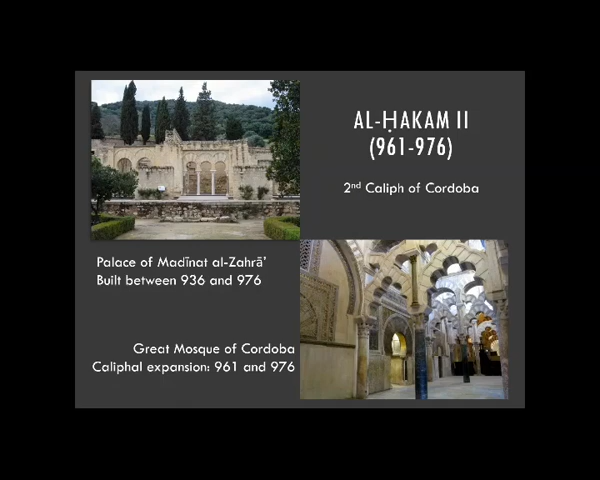 AL-ḤAKAM II
(961-976)
2nd Caliph of Cordoba
Palace of Madīnat al-Zahrā’
Built between 936 and 976
Great Mosque of Cordoba
Caliphal expansion: 961 and 976